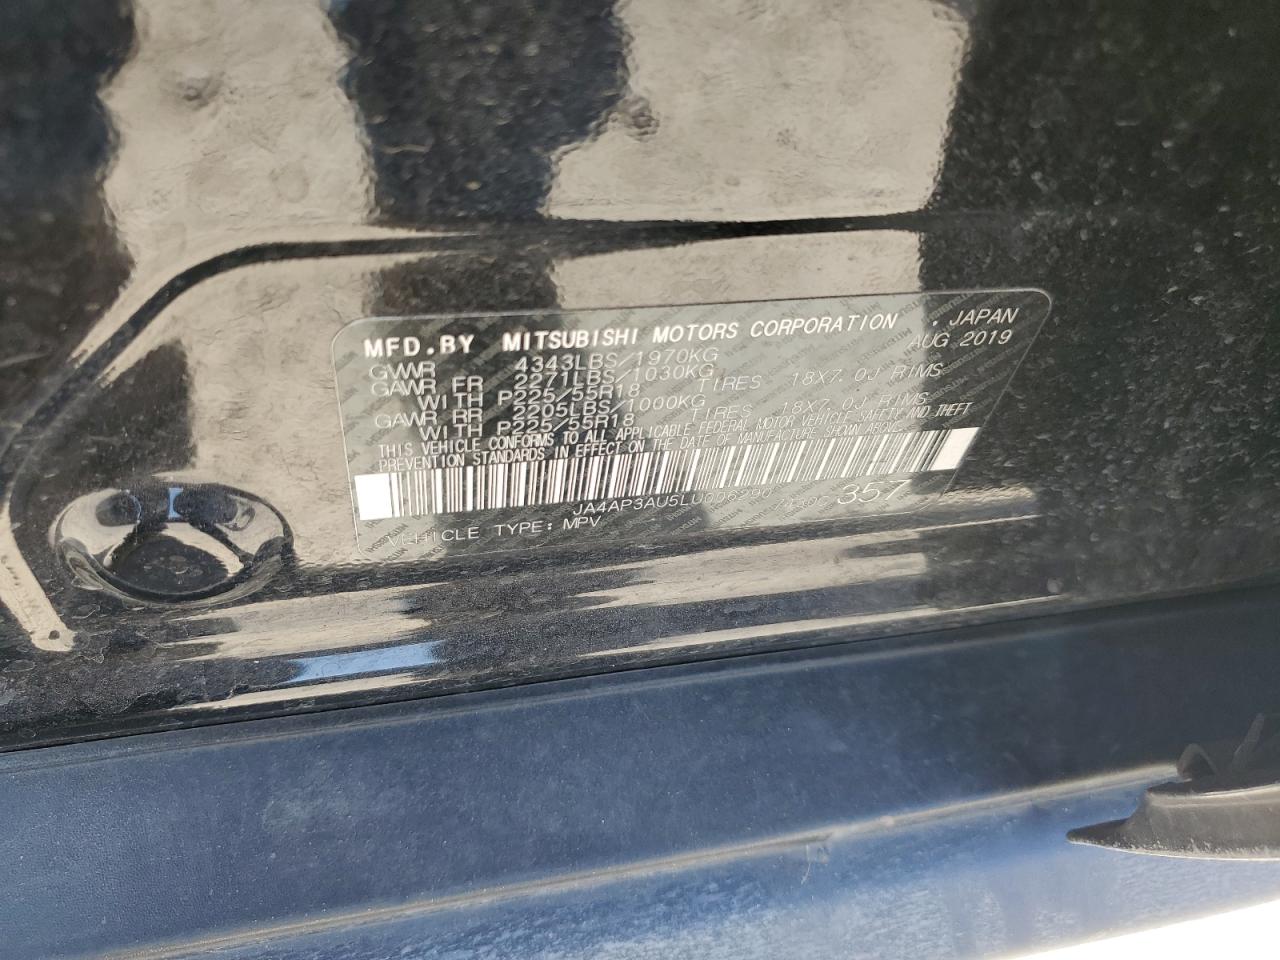 MFD. BY MITSUBISHI MOTORS CORPORATION , JAPAN
GVWR 4343LBS/1970KG AUG 2019
GAWR FR 2271LBS/1030KG
WITH P225/55R18 TIRES 18X7.0J RIMS
GAWR RR 2205LBS/1000KG
WITH P225/55R18 TIRES 18X7.0J RIMS
THIS VEHICLE CONFORMS TO ALL APPLICABLE FEDERAL MOTOR VEHICLE SAFETY AND THEFT
PREVENTION STANDARDS IN EFFECT ON THE DATE OF MANUFACTURE SHOWN ABOVE.
JA4AP3AU5LU006290 357
VEHICLE TYPE: MPV